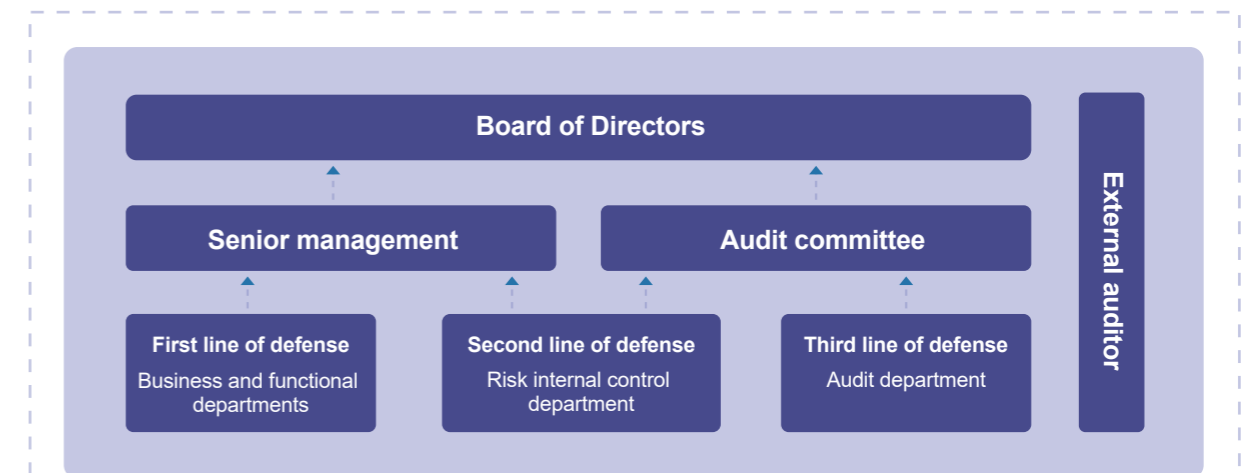 Board of Directors
Senior management
Audit committee
First line of defense
Business and functional
departments
Second line of defense
Risk internal control
department
Third line of defense
Audit department
External auditor